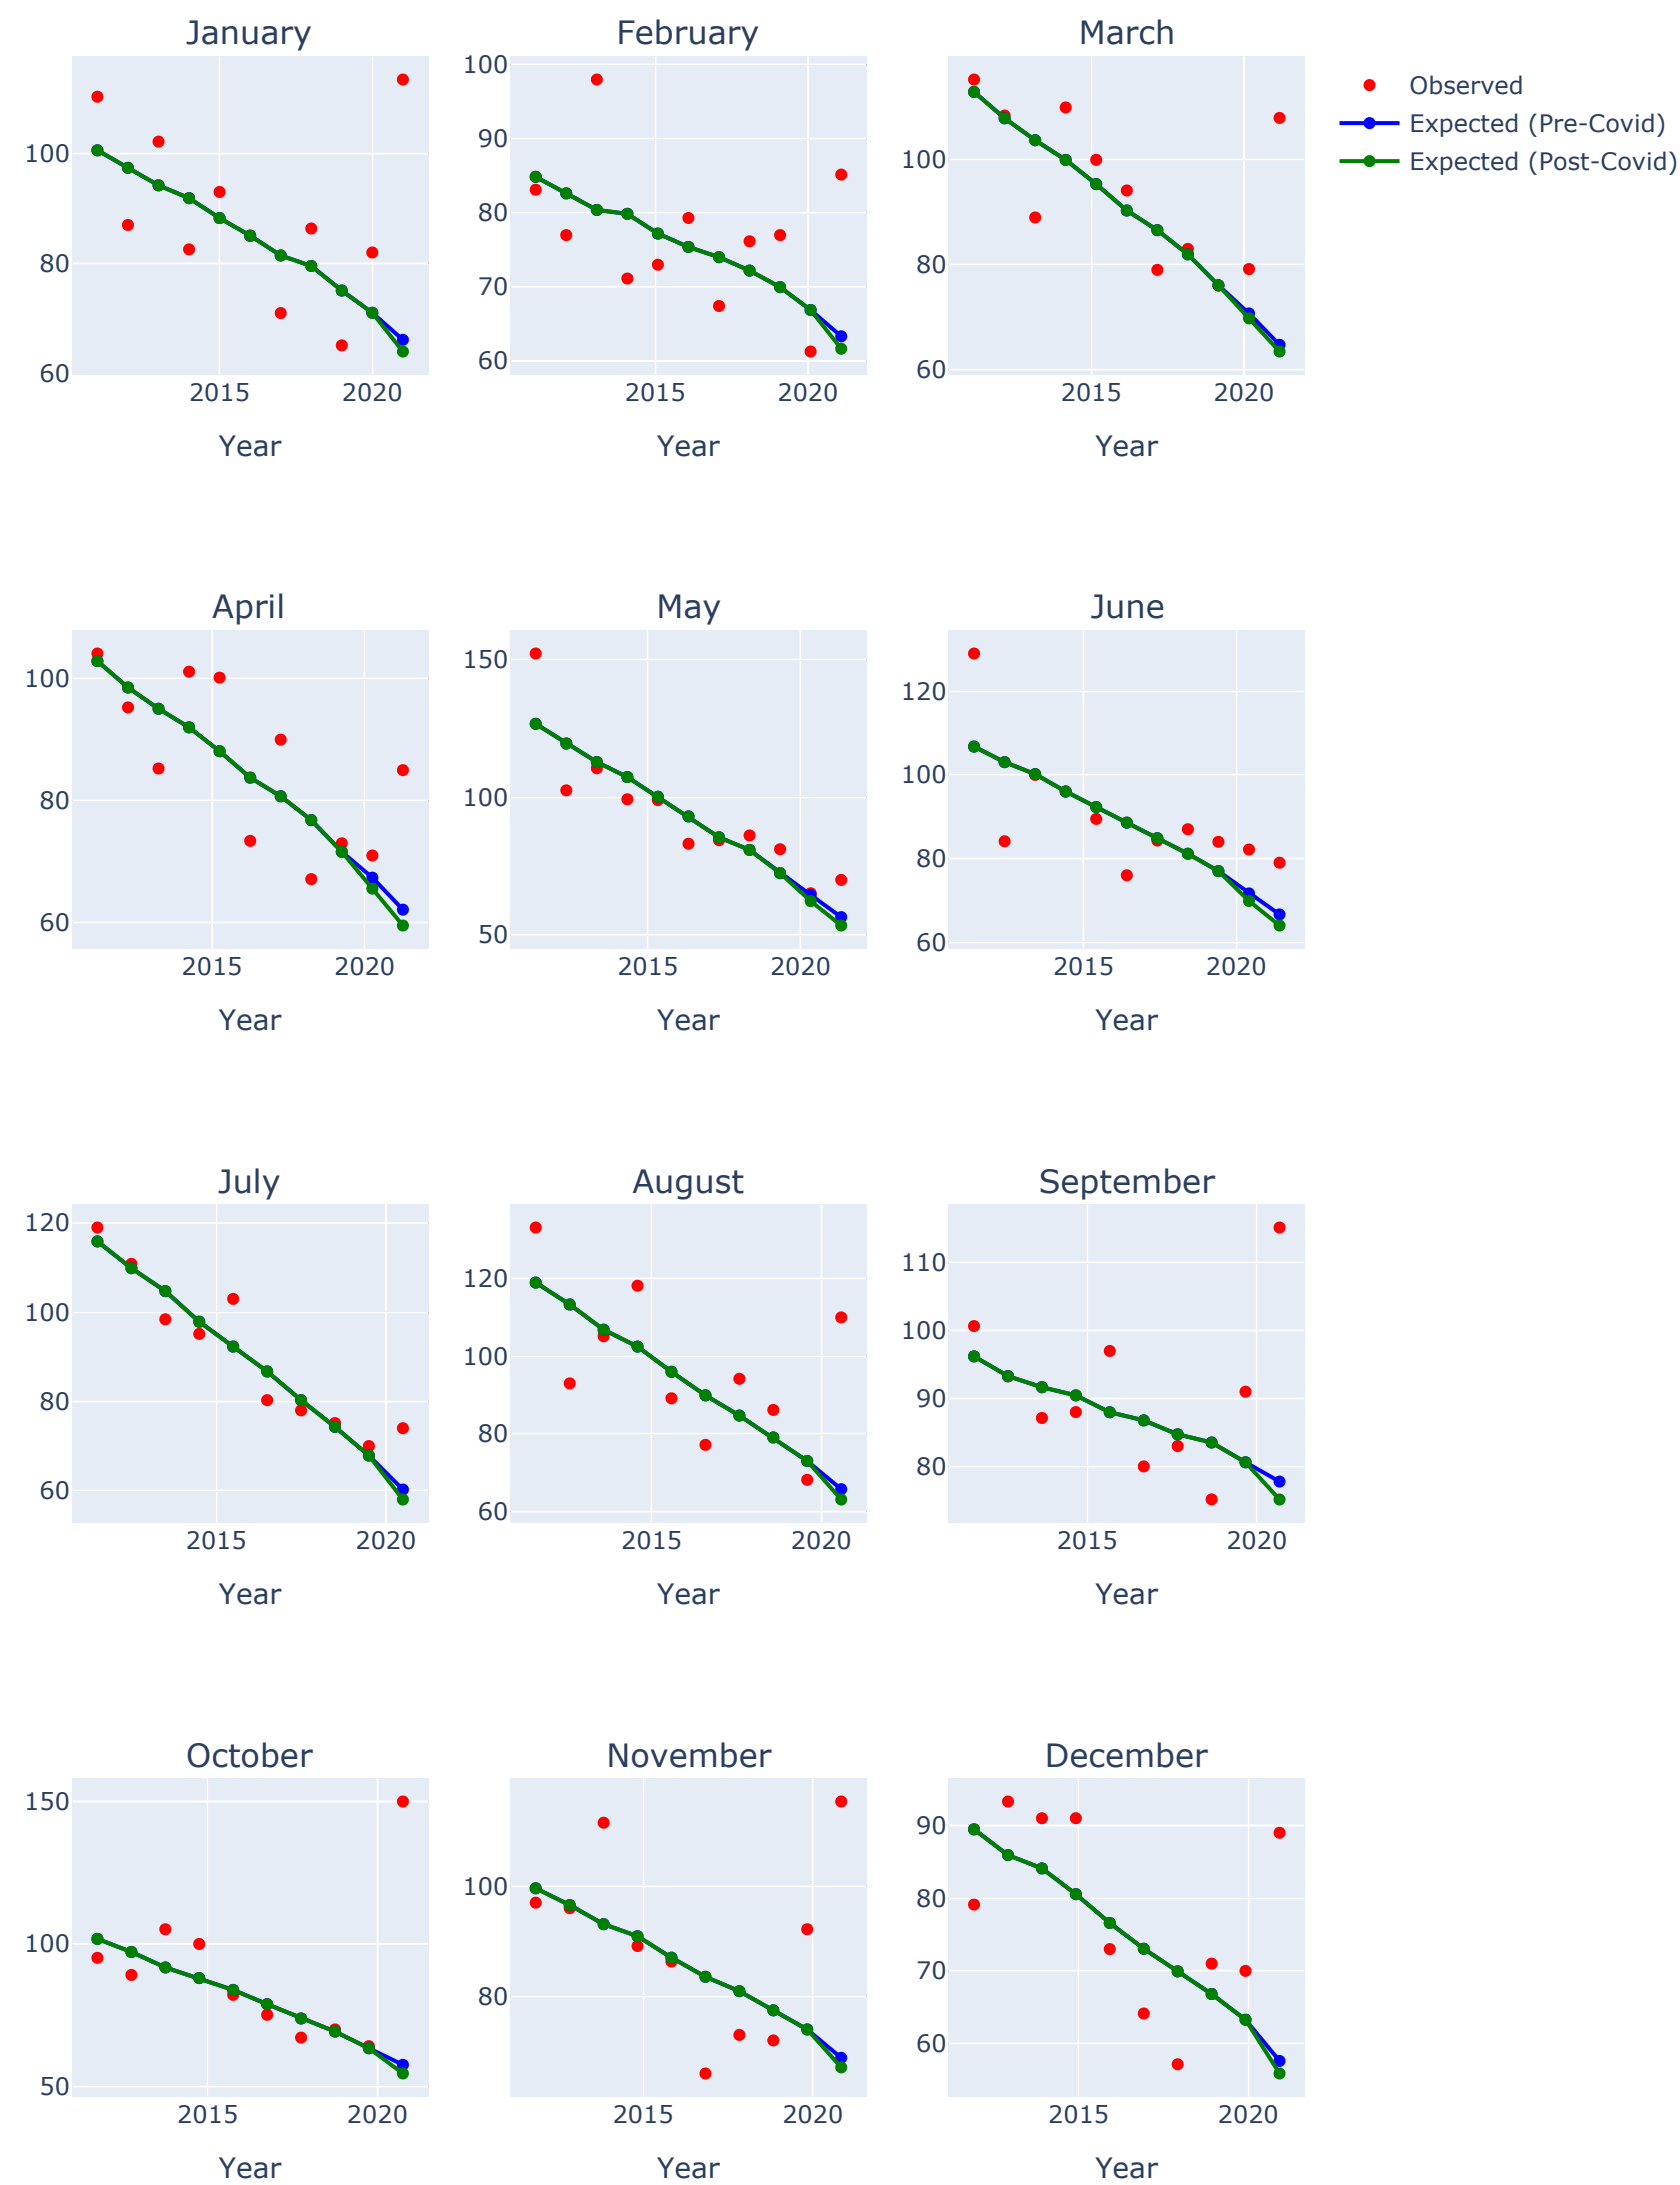 January
February
March
Observed
Expected (Pre-Covid)
Expected (Post-Covid)
100
80
60
2015
2020
Year
100
90
80
70
60
2015
2020
Year
100
80
60
2015
2020
Year
April
May
June
100
80
60
2015
2020
Year
150
100
50
2015
2020
Year
120
100
80
60
2015
2020
Year
July
August
September
120
100
80
60
2015
2020
Year
120
100
80
60
2015
2020
Year
110
100
90
80
2015
2020
Year
October
November
December
150
100
50
2015
2020
Year
100
80
2015
2020
Year
90
80
70
60
2015
2020
Year